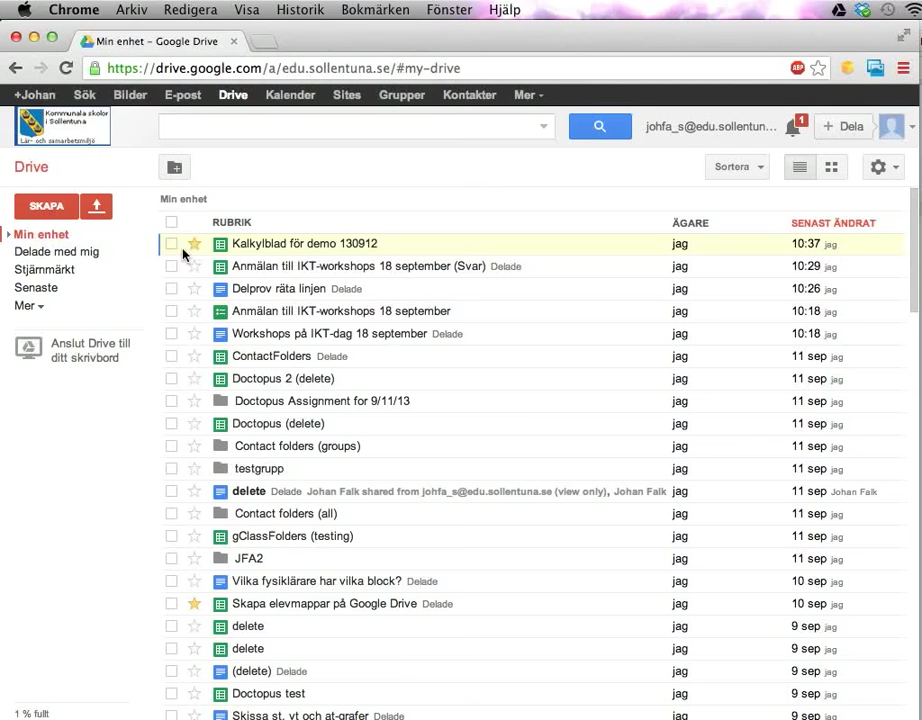 Chrome Arkiv Redigera Visa Historik Bokmärken Fönster Hjälp
Min enhet – Google Drive
https://drive.google.com/a/edu.sollentuna.se/#my-drive
+Johan Sök Bilder E-post Drive Kalender Sites Grupper Kontakter Mer
Kommunala skolor
i Sollentuna
Lär- och samarbetsmiljö
johfa_s@edu.sollentun... 1 + Dela
Drive
Sortera
SKAPA
Min enhet
Delade med mig
Stjärnmärkt
Senaste
Mer
Anslut Drive till
ditt skrivbord
1 % fullt
Min enhet
RUBRIK ÄGARE SENAST ÄNDRAT
Kalkylblad för demo 130912 jag 10:37 jag
Anmälan till IKT-workshops 18 september (Svar) Delade jag 10:29 jag
Delprov räta linjen Delade jag 10:26 jag
Anmälan till IKT-workshops 18 september jag 10:18 jag
Workshops på IKT-dag 18 september Delade jag 10:18 jag
ContactFolders Delade jag 11 sep jag
Doctopus 2 (delete) jag 11 sep jag
Doctopus Assignment for 9/11/13 jag 11 sep jag
Doctopus (delete) jag 11 sep jag
Contact folders (groups) jag 11 sep jag
testgrupp jag 11 sep jag
delete Delade Johan Falk shared from johfa_s@edu.sollentuna.se (view only), Johan Falk jag 11 sep Johan Falk
Contact folders (all) jag 11 sep jag
gClassFolders (testing) jag 11 sep jag
JFA2 jag 11 sep jag
Vilka fysiklärare har vilka block? Delade jag 10 sep jag
Skapa elevmappar på Google Drive Delade jag 10 sep jag
delete jag 9 sep jag
delete jag 9 sep jag
(delete) Delade jag 9 sep jag
Doctopus test jag 9 sep jag
Skissa st, vt och at-grafer Delade jag 9 sep jag